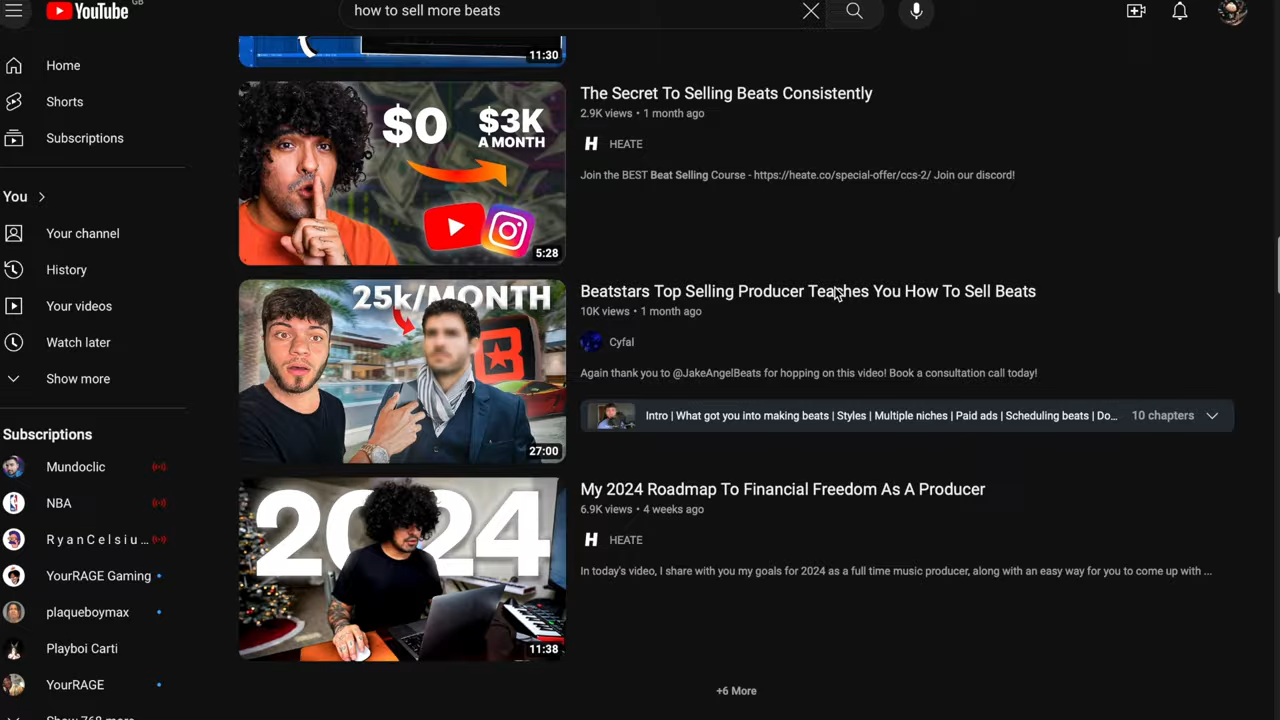 YouTube GB
how to sell more beats
Home
Shorts
Subscriptions
You
Your channel
History
Your videos
Watch later
Show more
Subscriptions
Mundoclic
NBA
R y a n C e l s i u ...
YourRAGE Gaming
plaqueboymax
Playboi Carti
YourRAGE
11:30
$0 $3K
A MONTH
5:28
The Secret To Selling Beats Consistently
2.9K views • 1 month ago
H HEATE
Join the BEST Beat Selling Course - https://heate.co/special-offer/ccs-2/ Join our discord!
25k/MONTH
B
27:00
Beatstars Top Selling Producer Teaches You How To Sell Beats
10K views • 1 month ago
Cyfal
Again thank you to @JakeAngelBeats for hopping on this video! Book a consultation call today!
Intro | What got you into making beats | Styles | Multiple niches | Paid ads | Scheduling beats | Do... 10 chapters
2024
11:38
My 2024 Roadmap To Financial Freedom As A Producer
6.9K views • 4 weeks ago
H HEATE
In today's video, I share with you my goals for 2024 as a full time music producer, along with an easy way for you to come up with ...
+6 More